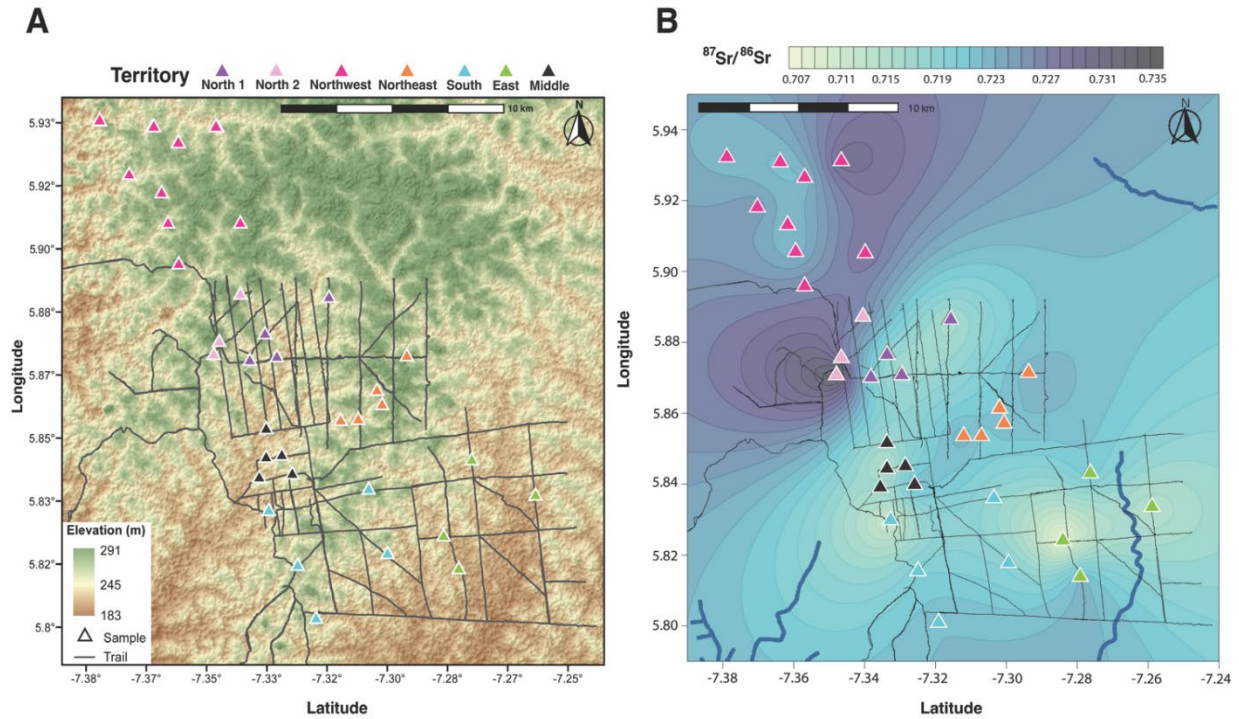 A
Territory
North 1 North 2 Northwest Northeast South East Middle
10 km
N
5.93°
5.92°
5.90°
5.88°
5.87°
5.85°
5.83°
5.82°
5.8°
Longitude
Elevation (m)
291
245
183
Sample
Trail
-7.38° -7.37° -7.35° -7.33° -7.32° -7.30° -7.28° -7.27° -7.25°
Latitude
B
⁸⁷Sr/⁸⁶Sr
0.707 0.711 0.715 0.719 0.723 0.727 0.731 0.735
10 km
N
5.94
5.92
5.90
5.88
5.86
5.84
5.82
5.80
Longitude
-7.38 -7.36 -7.34 -7.32 -7.30 -7.28 -7.26 -7.24
Latitude